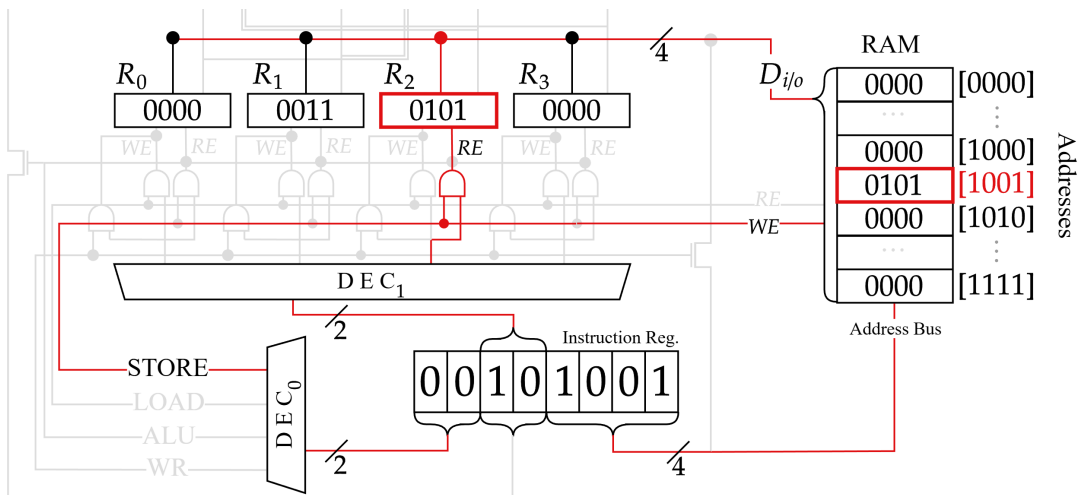 4
RAM
R0
R1
R2
R3
Di/o
0000
0011
0101
0000
0000
[0000]
...
⋮
WE
RE
WE
RE
WE
RE
WE
RE
0000
[1000]
0101
[1001]
RE
WE
0000
[1010]
...
⋮
0000
[1111]
Addresses
DEC1
2
Address Bus
Instruction Reg.
STORE
LOAD
ALU
WR
DEC0
0 0 1 0 1 0 0 1
2
4